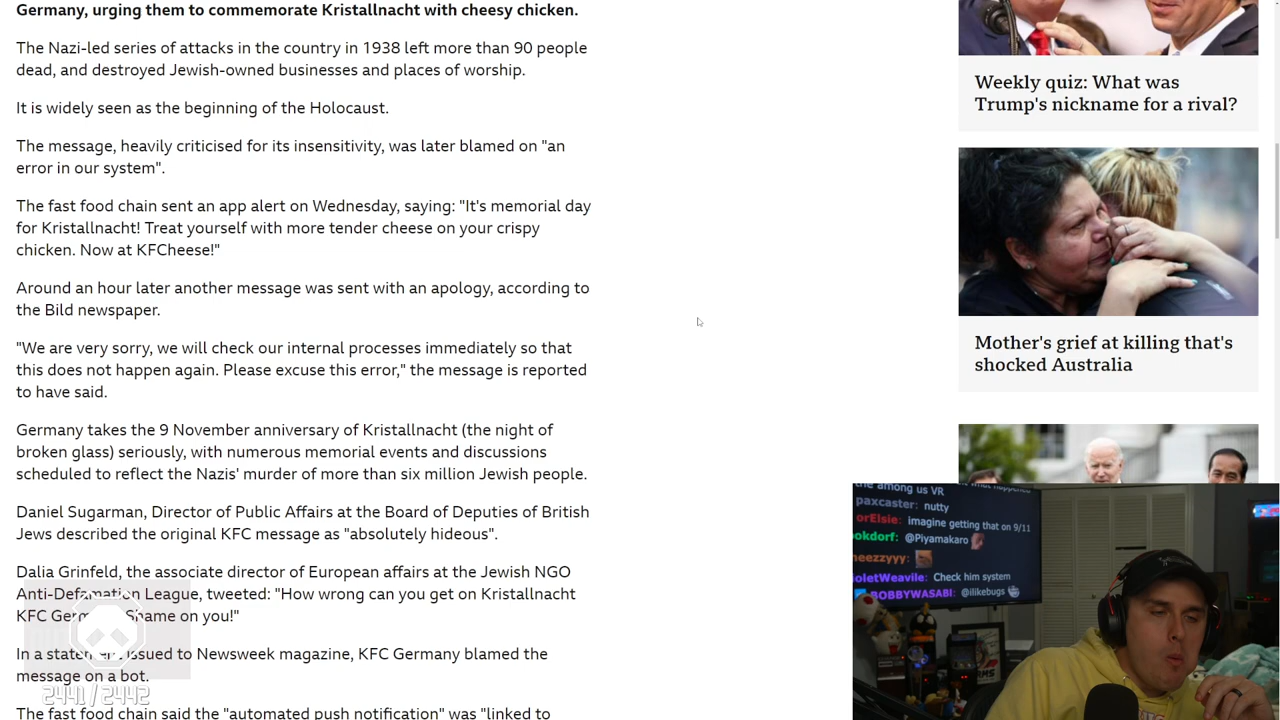 Germany, urging them to commemorate Kristallnacht with cheesy chicken.
The Nazi-led series of attacks in the country in 1938 left more than 90 people
dead, and destroyed Jewish-owned businesses and places of worship.
It is widely seen as the beginning of the Holocaust.
The message, heavily criticised for its insensitivity, was later blamed on "an
error in our system".
The fast food chain sent an app alert on Wednesday, saying: "It's memorial day
for Kristallnacht! Treat yourself with more tender cheese on your crispy
chicken. Now at KFCheese!"
Around an hour later another message was sent with an apology, according to
the Bild newspaper.
"We are very sorry, we will check our internal processes immediately so that
this does not happen again. Please excuse this error," the message is reported
to have said.
Germany takes the 9 November anniversary of Kristallnacht (the night of
broken glass) seriously, with numerous memorial events and discussions
scheduled to reflect the Nazis' murder of more than six million Jewish people.
Daniel Sugarman, Director of Public Affairs at the Board of Deputies of British
Jews described the original KFC message as "absolutely hideous".
Dalia Grinfeld, the associate director of European affairs at the Jewish NGO
Anti-Defamation League, tweeted: "How wrong can you get on Kristallnacht
KFC Shame on you!"
In a statement issued to Newsweek magazine, KFC Germany blamed the
message on a bot.
The fast food chain said the "automated push notification" was "linked to
2441/2442
Weekly quiz: What was
Trump's nickname for a rival?
Mother's grief at killing that's
shocked Australia
the among us VR
paxcaster: nutty
orElsie: imagine getting that on 9/11
okdorf: @Piyamakaro
heezzyyy:
oletWeavile: Check him system
BOBBYWASABI: @ilikebugs